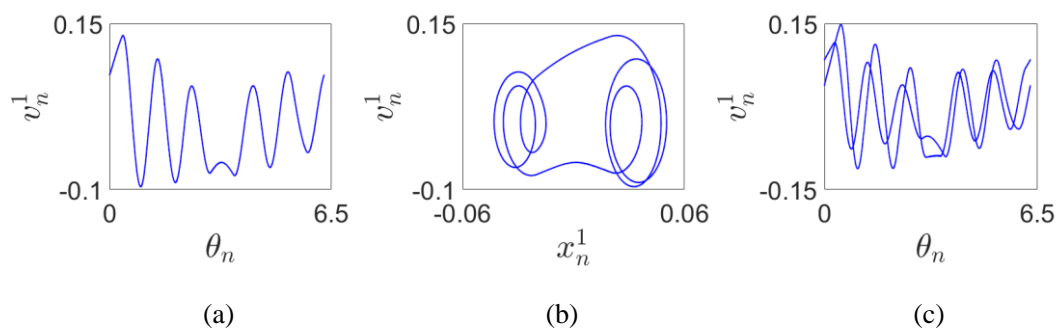 0.15
v_n^1
-0.1
0
6.5
θ_n
(a)
0.15
v_n^1
-0.1
-0.06
0.06
x_n^1
(b)
0.15
v_n^1
-0.15
0
6.5
θ_n
(c)